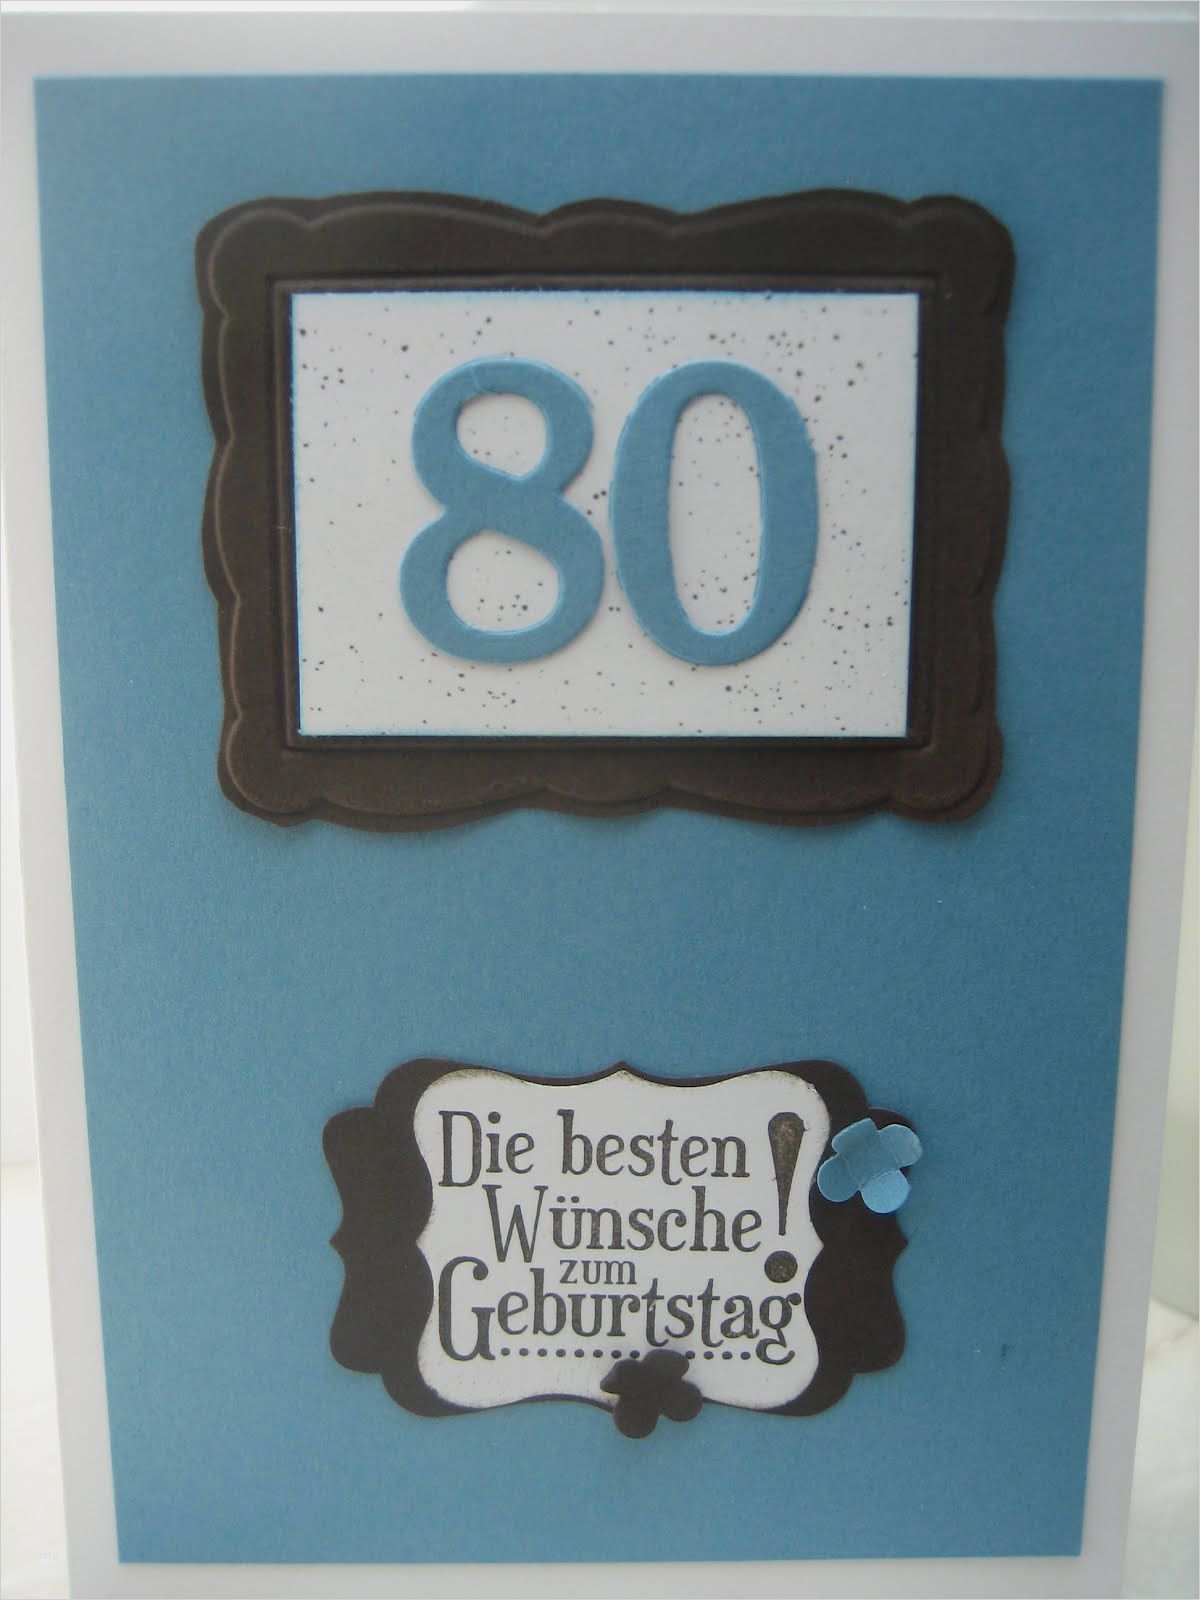 80
Die besten
Wünsche!
zum
Geburtstag